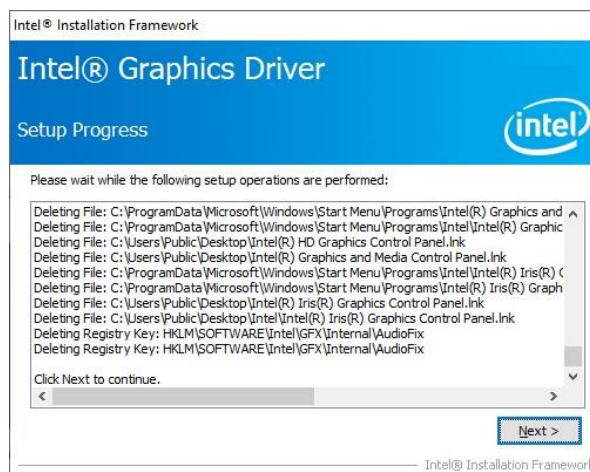 Intel® Installation Framework
Intel® Graphics Driver
Setup Progress
intel
Please wait while the following setup operations are performed:
Deleting File: C:\ProgramData\Microsoft\Windows\Start Menu\Programs\Intel(R) Graphics and
Deleting File: C:\ProgramData\Microsoft\Windows\Start Menu\Programs\Intel\Intel(R) Graphic
Deleting File: C:\Users\Public\Desktop\Intel(R) HD Graphics Control Panel.lnk
Deleting File: C:\Users\Public\Desktop\Intel(R) Graphics and Media Control Panel.lnk
Deleting File: C:\ProgramData\Microsoft\Windows\Start Menu\Programs\Intel\Intel(R) Iris(R) G
Deleting File: C:\ProgramData\Microsoft\Windows\Start Menu\Programs\Intel(R) Iris(R) Graph
Deleting File: C:\Users\Public\Desktop\Intel(R) Iris(R) Graphics Control Panel.lnk
Deleting File: C:\Users\Public\Desktop\Intel\Intel(R) Iris(R) Graphics Control Panel.lnk
Deleting Registry Key: HKLM\SOFTWARE\Intel\GFX\Internal\AudioFix
Deleting Registry Key: HKLM\SOFTWARE\Intel\GFX\Internal\AudioFix
Click Next to continue.
Next >
Intel® Installation Framework